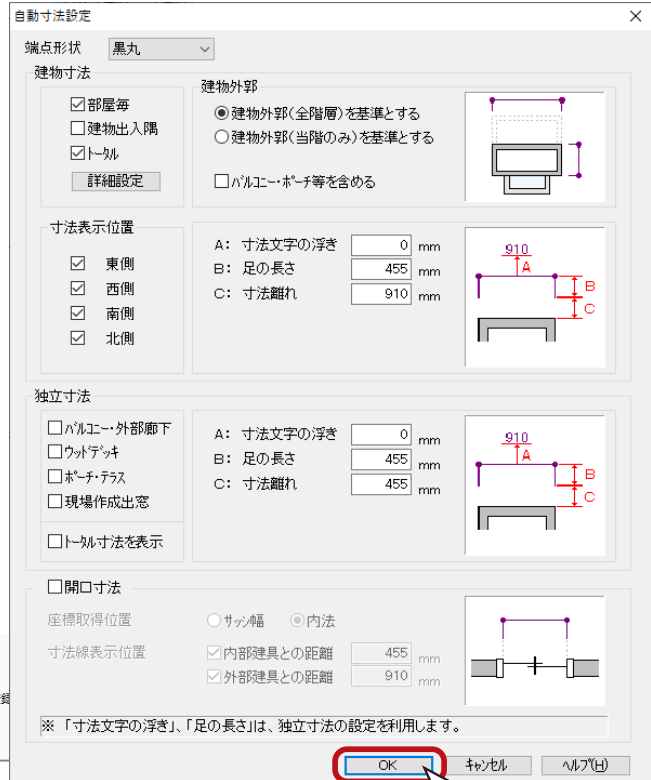 自動寸法設定
端点形状 黒丸
建物寸法
部屋毎
建物出入隅
トータル
詳細設定
建物外郭
建物外郭(全階層)を基準とする
建物外郭(当階のみ)を基準とする
バルコニー・ポーチ等を含める
寸法表示位置
東側
西側
南側
北側
A: 寸法文字の浮き 0 mm
B: 足の長さ 455 mm
C: 寸法離れ 910 mm
910
A
B
C
独立寸法
バルコニー・外部廊下
ウッドデッキ
ポーチ・テラス
現場作成出窓
トータル寸法を表示
A: 寸法文字の浮き 0 mm
B: 足の長さ 455 mm
C: 寸法離れ 455 mm
910
A
B
C
開口寸法
座標取得位置 サッシ幅 内法
寸法線表示位置 内部建具との距離 455 mm
外部建具との距離 910 mm
※「寸法文字の浮き」、「足の長さ」は、独立寸法の設定を利用します。
OK キャンセル ヘルプ(H)